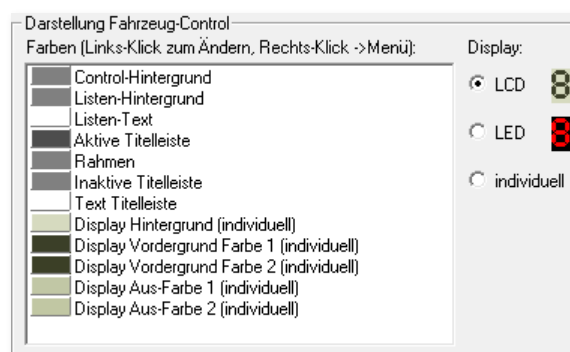 Darstellung Fahrzeug-Control
Farben (Links-Klick zum Ändern, Rechts-Klick ->Menü):
Control-Hintergrund
Listen-Hintergrund
Listen-Text
Aktive Titelleiste
Rahmen
Inaktive Titelleiste
Text Titelleiste
Display Hintergrund (individuell)
Display Vordergrund Farbe 1 (individuell)
Display Vordergrund Farbe 2 (individuell)
Display Aus-Farbe 1 (individuell)
Display Aus-Farbe 2 (individuell)
Display:
LCD 8
LED 8
individuell